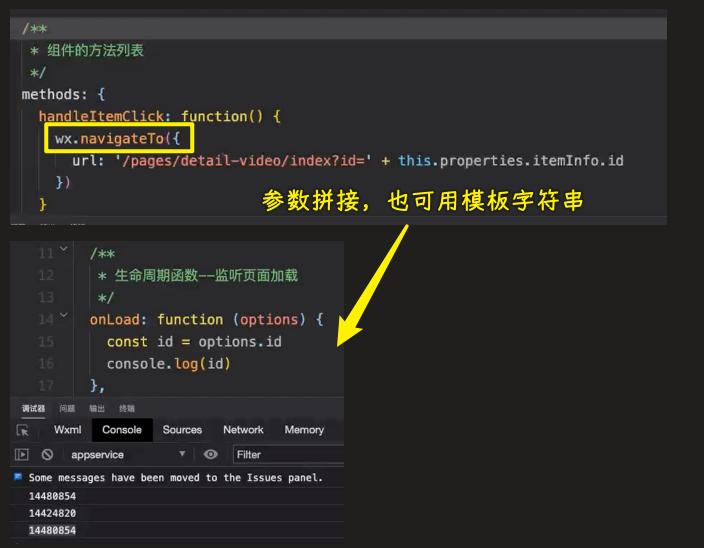 /**
* 组件的方法列表
*/
methods: {
handleItemClick: function() {
wx.navigateTo({
url: '/pages/detail-video/index?id=' + this.properties.itemInfo.id
})
}
参数拼接，也可用模板字符串
11 /**
12 * 生命周期函数--监听页面加载
13 */
14 onLoad: function (options) {
15 const id = options.id
16 console.log(id)
17 },
调试器 问题 输出 终端
Wxml Console Sources Network Memory
appservice Filter
Some messages have been moved to the Issues panel.
14480854
14424820
14480854